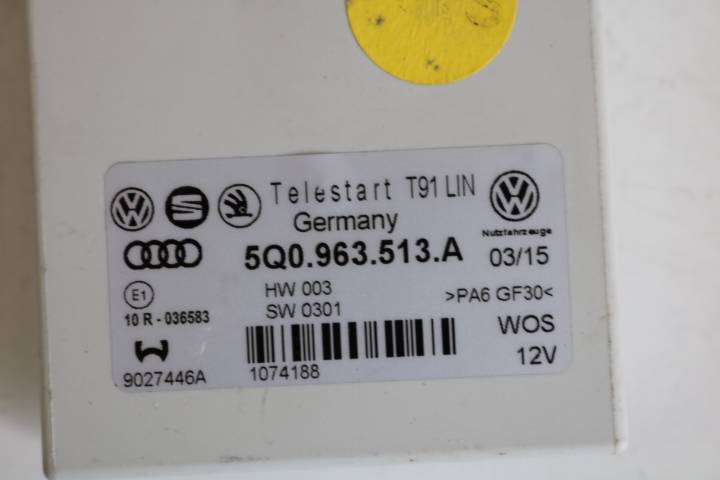 Telestart T91 LIN
Germany
Nutzfahrzeuge
5Q0.963.513.A 03/15
E1
HW 003 >PA6 GF30<
10 R - 036583 SW 0301
WOS
12V
9027446A 1074188